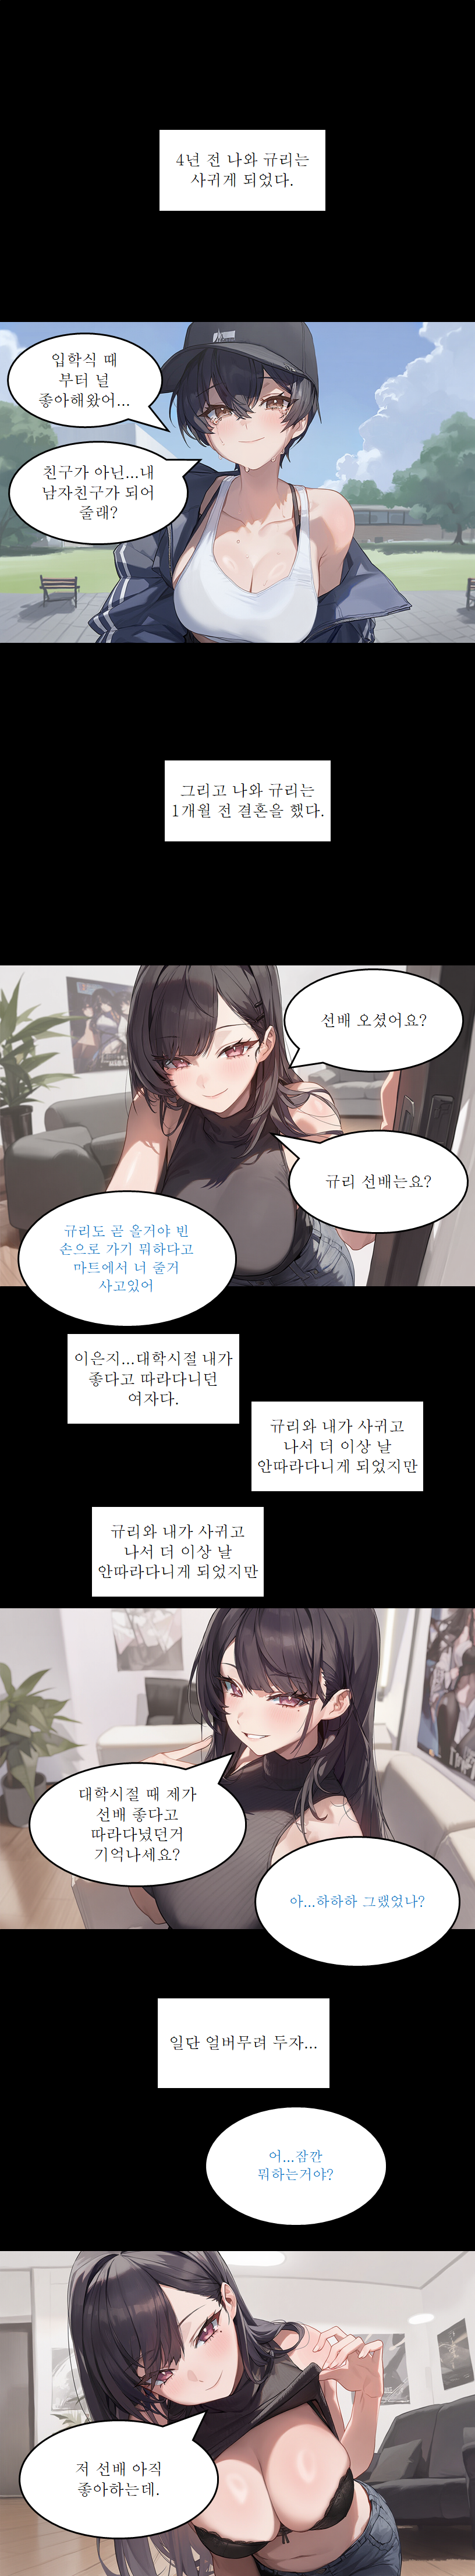 4년 전 나와 규리는
사귀게 되었다.
입학식 때
부터 널
좋아해왔어...
친구가 아닌...내
남자친구가 되어
줄래?
그리고 나와 규리는
1개월 전 결혼을 했다.
선배 오셨어요?
규리 선배는요?
규리도 곧 올거야 빈
손으로 가기 뭐하다고
마트에서 너 줄거
사고있어
이은지...대학시절 내가
좋다고 따라다니던
여자다.
규리와 내가 사귀고
나서 더 이상 날
안따라다니게 되었지만
규리와 내가 사귀고
나서 더 이상 날
안따라다니게 되었지만
대학시절 때 제가
선배 좋다고
따라다녔던거
기억나세요?
아...하하하 그랬었나?
일단 얼버무려 두자...
어...잠깐
뭐하는거야?
저 선배 아직
좋아하는데.